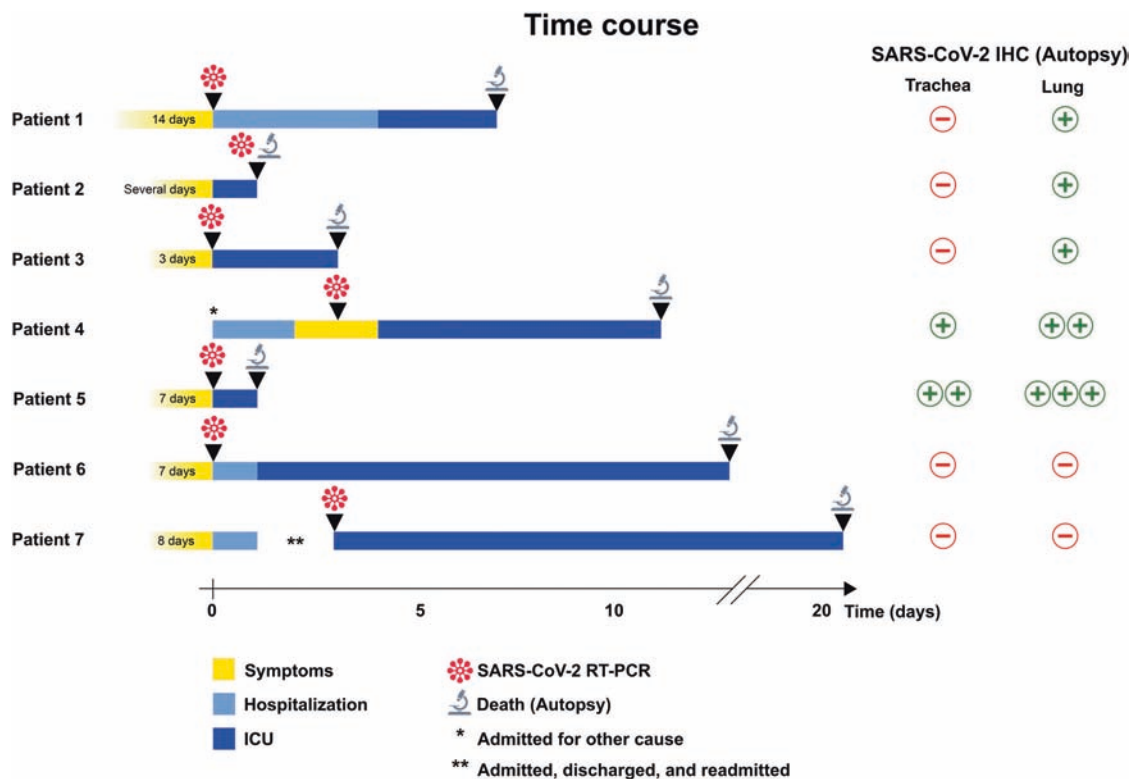 Time course
SARS-CoV-2 IHC (Autopsy)
Trachea Lung
Patient 1 14 days
Patient 2 Several days
Patient 3 3 days
*
Patient 4
Patient 5 7 days
Patient 6 7 days
Patient 7 8 days **
0 5 10 20 Time (days)
Symptoms SARS-CoV-2 RT-PCR
Hospitalization Death (Autopsy)
ICU * Admitted for other cause
** Admitted, discharged, and readmitted